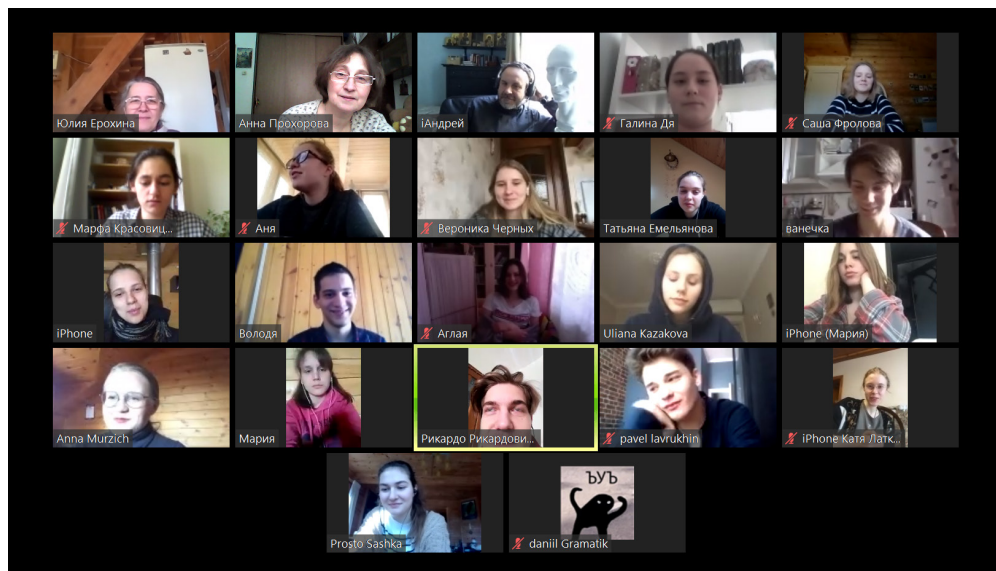 Юлия Ерохина
Анна Прохорова
iАндрей
Галина Дя
Саша Фролова
Марфа Красовиц...
Аня
Вероника Черных
Татьяна Емельянова
ванечка
iPhone
Володя
Аглая
Uliana Kazakova
iPhone (Мария)
Anna Murzich
Мария
Рикардо Рикардови...
pavel lavrukhin
iPhone Катя Латк...
ЪУЪ
Prosto Sashka
daniil Gramatik